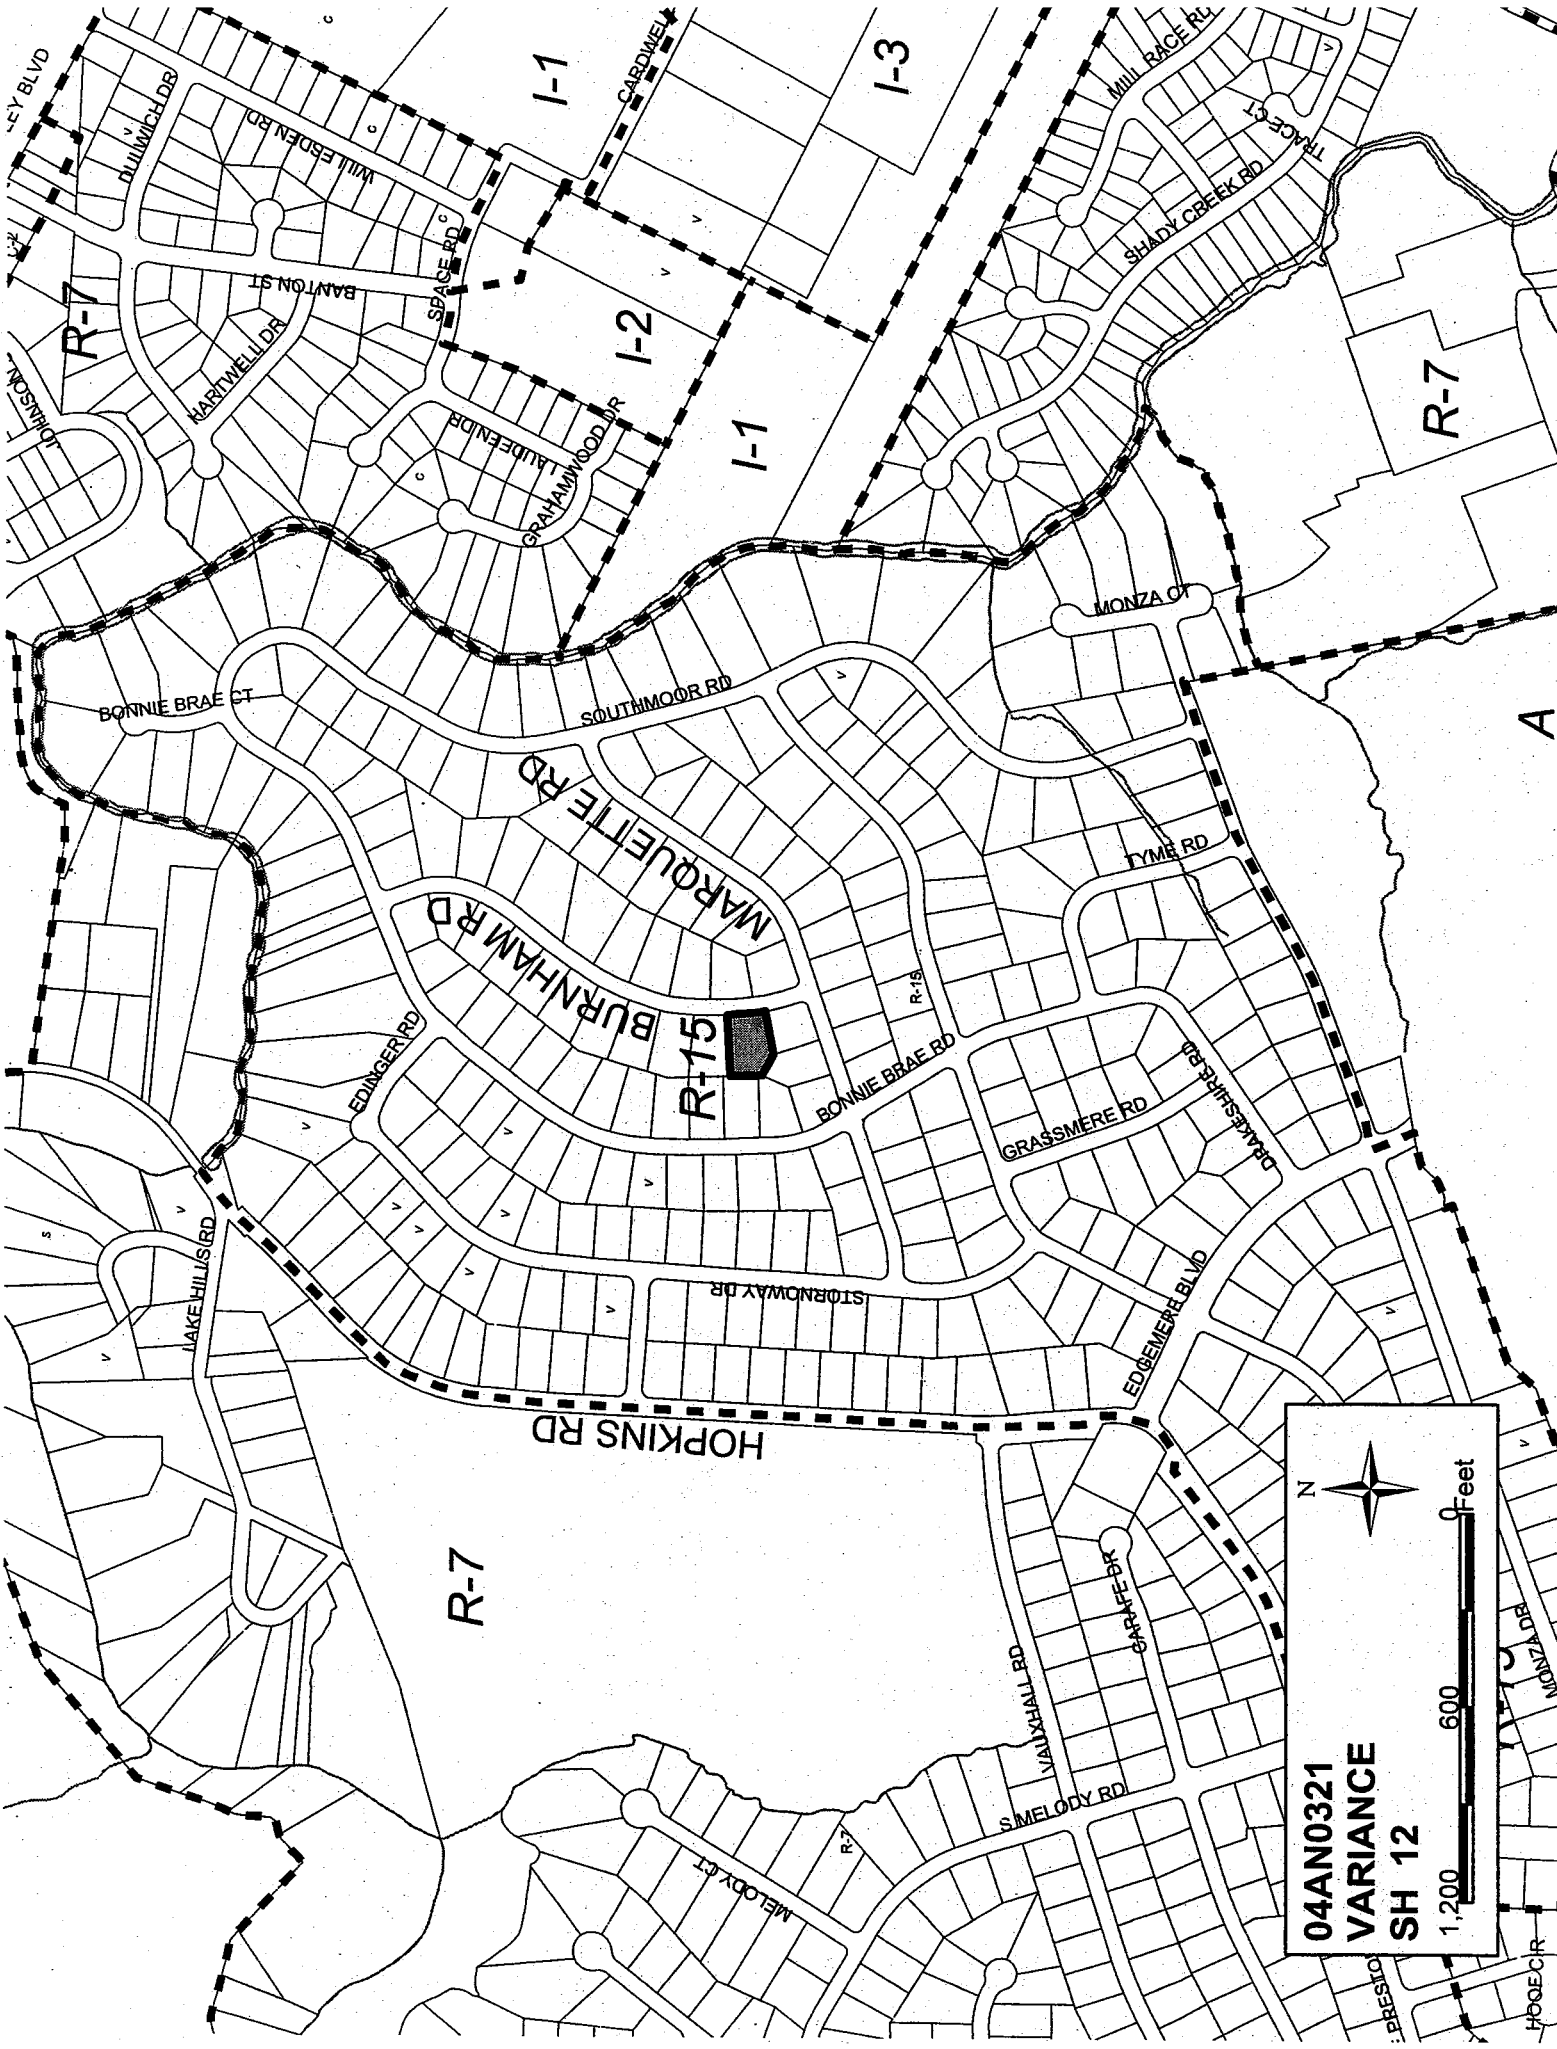 DULWICH DR
WILLESDEN RD
R-7
JOHNSON
BANTON ST
HARTWELL DR
SPACE RD
LAUDEEN DR
GRAHAMWOOD DR
I-1
CARDWELL
I-2
I-3
I-1
MILL RACE RD
TRACE CT
SHADY CREEK RD
R-7
MONZA CT
A
BONNIE BRAE CT
SOUTHMOOR RD
MARQUETTE RD
BURNHAM RD
R-15
R-15
EDINGER RD
BONNIE BRAE RD
TYME RD
GRASSMERE RD
DRAKESHIRE RD
LAKE HILLS RD
STORNOWAY DR
EDGEMERE BLVD
HOPKINS RD
R-7
VAUXHALL RD
CARAFE DR
S MELODY RD
MELODY CT
R-7
MONZA DR
04AN0321
VARIANCE
SH 12
N
1,200 600 0
Feet